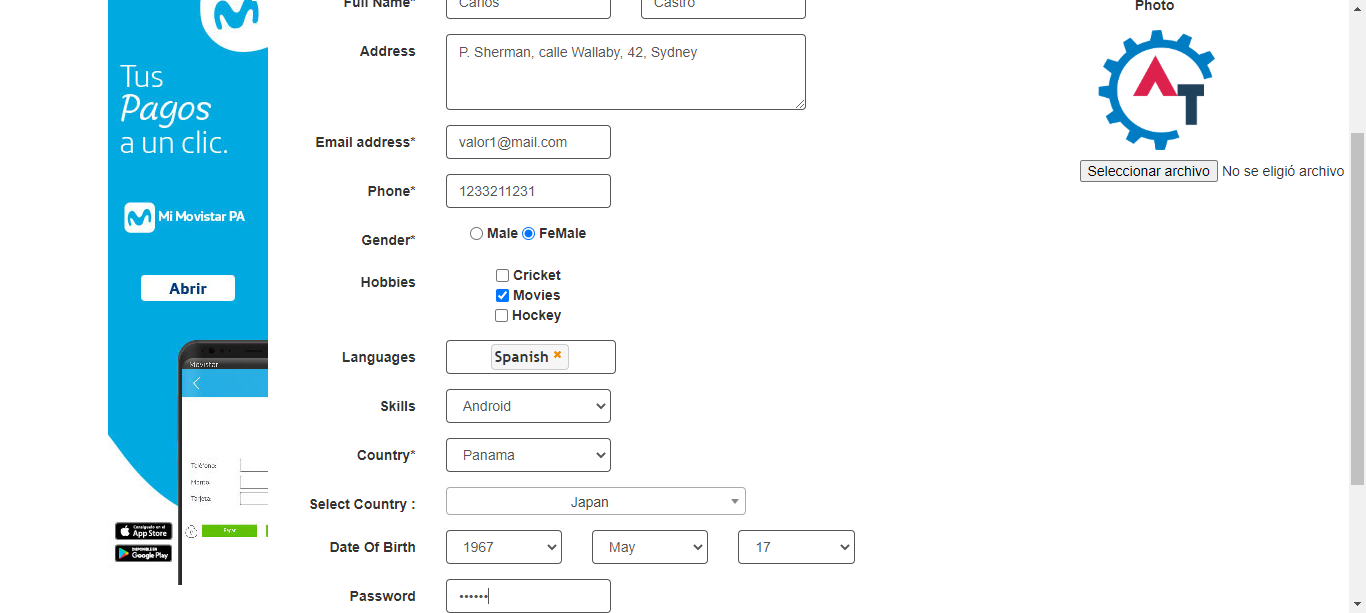 Full Name*
Carlos
Castro
Photo
Address
P. Sherman, calle Wallaby, 42, Sydney
Email address*
valor1@mail.com
Phone*
1233211231
Gender*
Male
FeMale
Hobbies
Cricket
Movies
Hockey
Languages
Spanish
Skills
Android
Country*
Panama
Select Country :
Japan
Date Of Birth
1967
May
17
Password
••••••
AT
Seleccionar archivo
No se eligió archivo
Tus
Pagos
a un clic.
Mi Movistar PA
Abrir
Movistar
Teléfono:
Monto:
Tarjeta:
App Store
Google Play